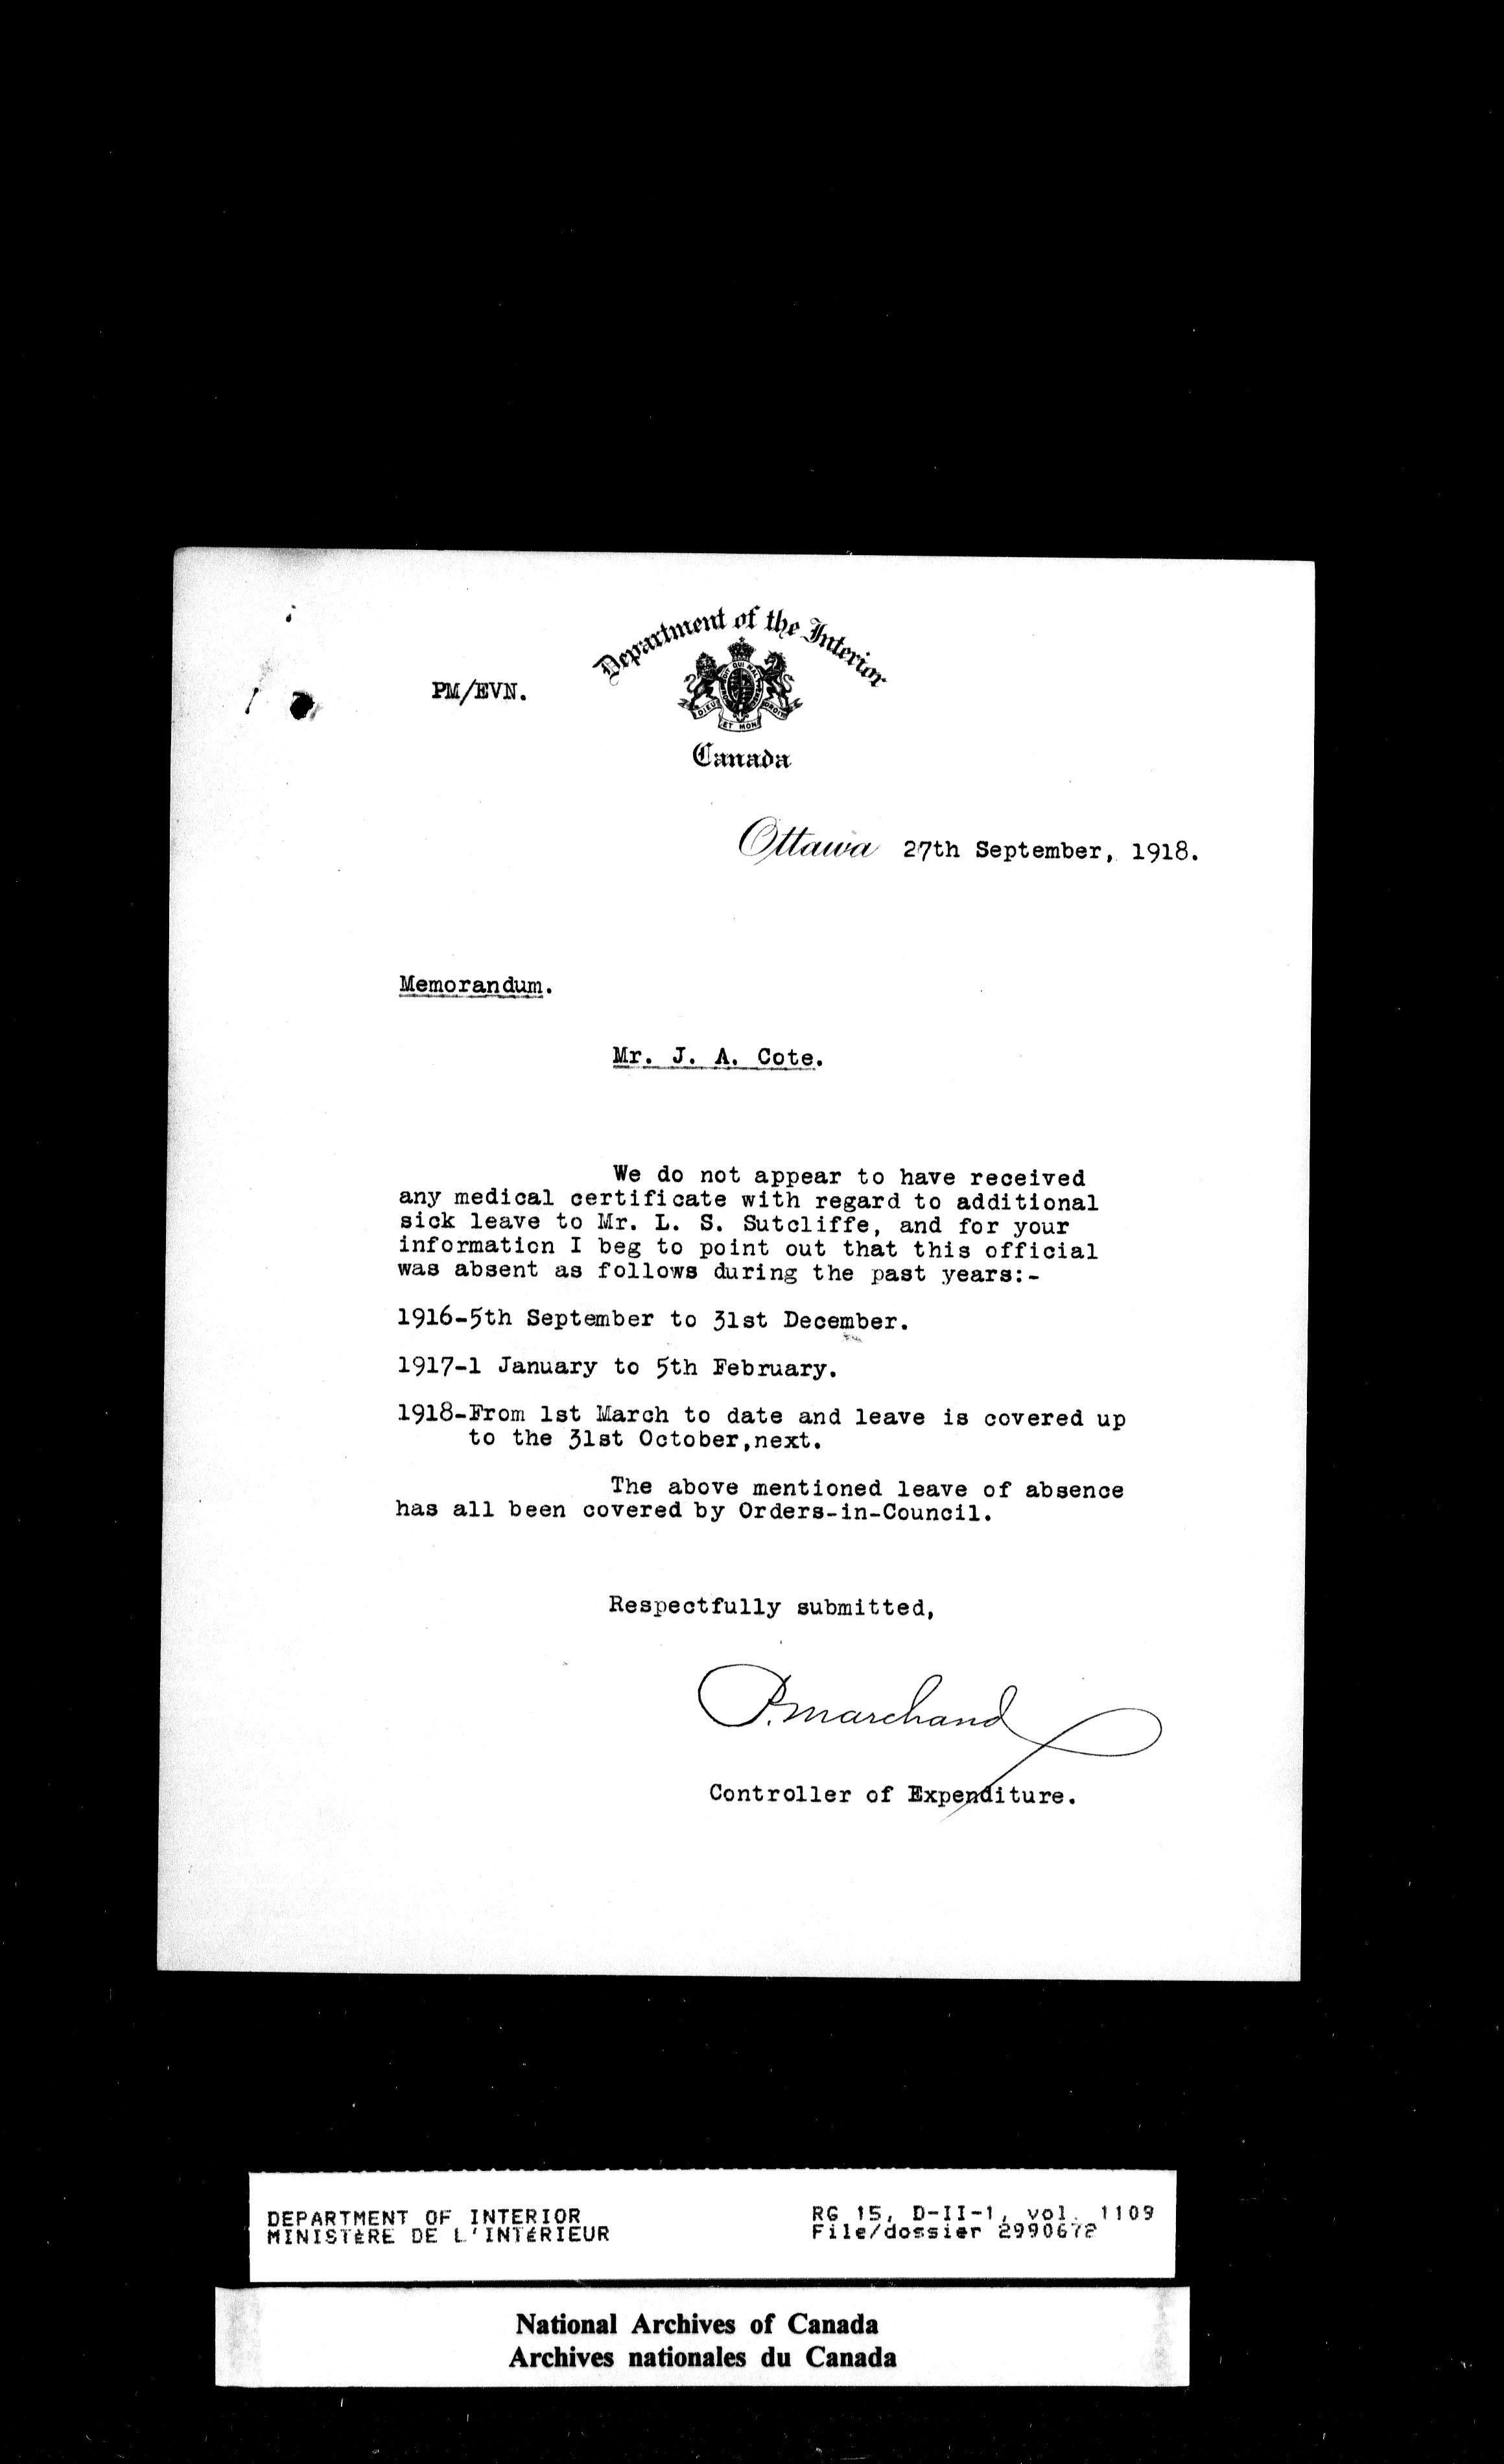 Department of the Interior
PM/EVN.
HONI SOIT QUI MAL Y PENSE
DIEU ET MON DROIT
Canada
Ottawa 27th September, 1918.
Memorandum.
Mr. J. A. Cote.
We do not appear to have received
any medical certificate with regard to additional
sick leave to Mr. L. S. Sutcliffe, and for your
information I beg to point out that this official
was absent as follows during the past years:-
1916-5th September to 31st December.
1917-1 January to 5th February.
1918-From 1st March to date and leave is covered up
to the 31st October,next.
The above mentioned leave of absence
has all been covered by Orders-in-Council.
Respectfully submitted,
P. Marchand
Controller of Expenditure.
DEPARTMENT OF INTERIOR RG 15, D-II-1, vol. 1109
MINISTÈRE DE L'INTÉRIEUR File/dossier 2990672
National Archives of Canada
Archives nationales du Canada